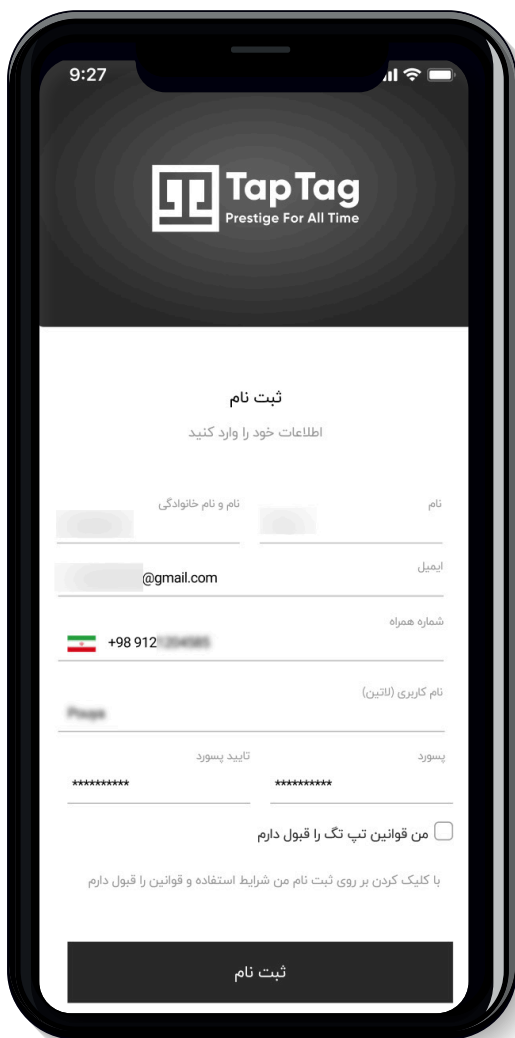 9:27
TapTag
Prestige For All Time
ثبت نام
اطلاعات خود را وارد کنید
نام
نام و نام خانوادگی
ایمیل
@gmail.com
شماره همراه
+98 912
نام کاربری (لاتین)
پسورد
تایید پسورد
**********
**********
من قوانین تپ تگ را قبول دارم
با کلیک کردن بر روی ثبت نام من شرایط استفاده و قوانین را قبول دارم
ثبت نام